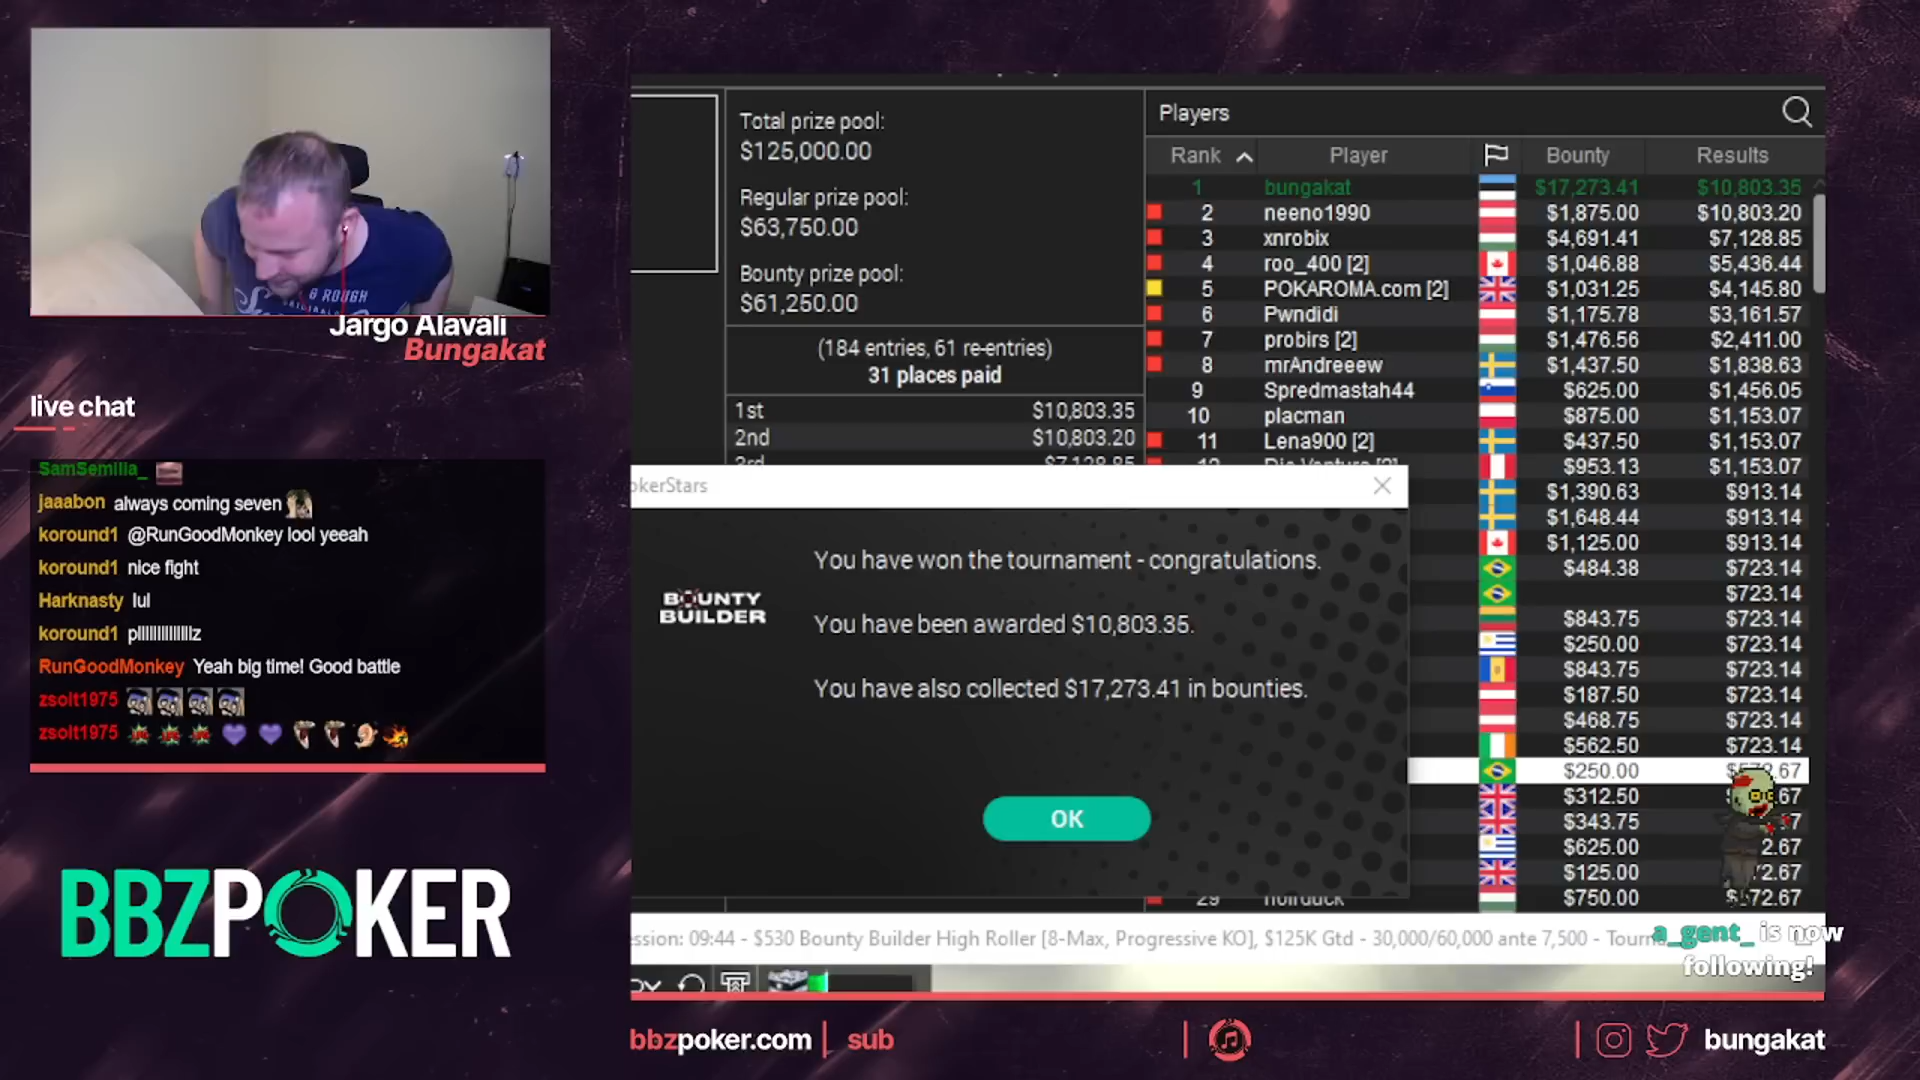 Jargo Alavåli
Bungakat
live chat
SamSemilia_
jaaabon always coming seven
koround1 @RunGoodMonkey lool yeeah
koround1 nice fight
Harknasty lul
koround1 plllllllllllllllz
RunGoodMonkey Yeah big time! Good battle
zsolt1975
zsolt1975
BBZPOKER
Total prize pool:
$125,000.00
Regular prize pool:
$63,750.00
Bounty prize pool:
$61,250.00
(184 entries, 61 re-entries)
31 places paid
1st $10,803.35
2nd $10,803.20
3rd $7,128.85
Players
Rank Player Bounty Results
1 bungakat $17,273.41 $10,803.35
2 neeno1990 $1,875.00 $10,803.20
3 xnrobix $4,691.41 $7,128.85
4 roo_400 [2] $1,046.88 $5,436.44
5 POKAROMA.com [2] $1,031.25 $4,145.80
6 Pwndidi $1,175.78 $3,161.57
7 probirs [2] $1,476.56 $2,411.00
8 mrAndreeew $1,437.50 $1,838.63
9 Spredmastah44 $625.00 $1,456.05
10 placman $875.00 $1,153.07
11 Lena900 [2] $437.50 $1,153.07
$953.13 $1,153.07
$1,390.63 $913.14
$1,648.44 $913.14
$1,125.00 $913.14
$484.38 $723.14
$723.14
$843.75 $723.14
$250.00 $723.14
$843.75 $723.14
$187.50 $723.14
$468.75 $723.14
$562.50 $723.14
$250.00
$312.50
$343.75
$625.00
$125.00
29 $750.00
okerStars
BOUNTY
BUILDER
You have won the tournament - congratulations.
You have been awarded $10,803.35.
You have also collected $17,273.41 in bounties.
OK
ssion: 09:44 - $530 Bounty Builder High Roller [8-Max, Progressive KO], $125K Gtd - 30,000/60,000 ante 7,500 - Tourna
a_gent_ is now
following!
bbzpoker.com sub
bungakat